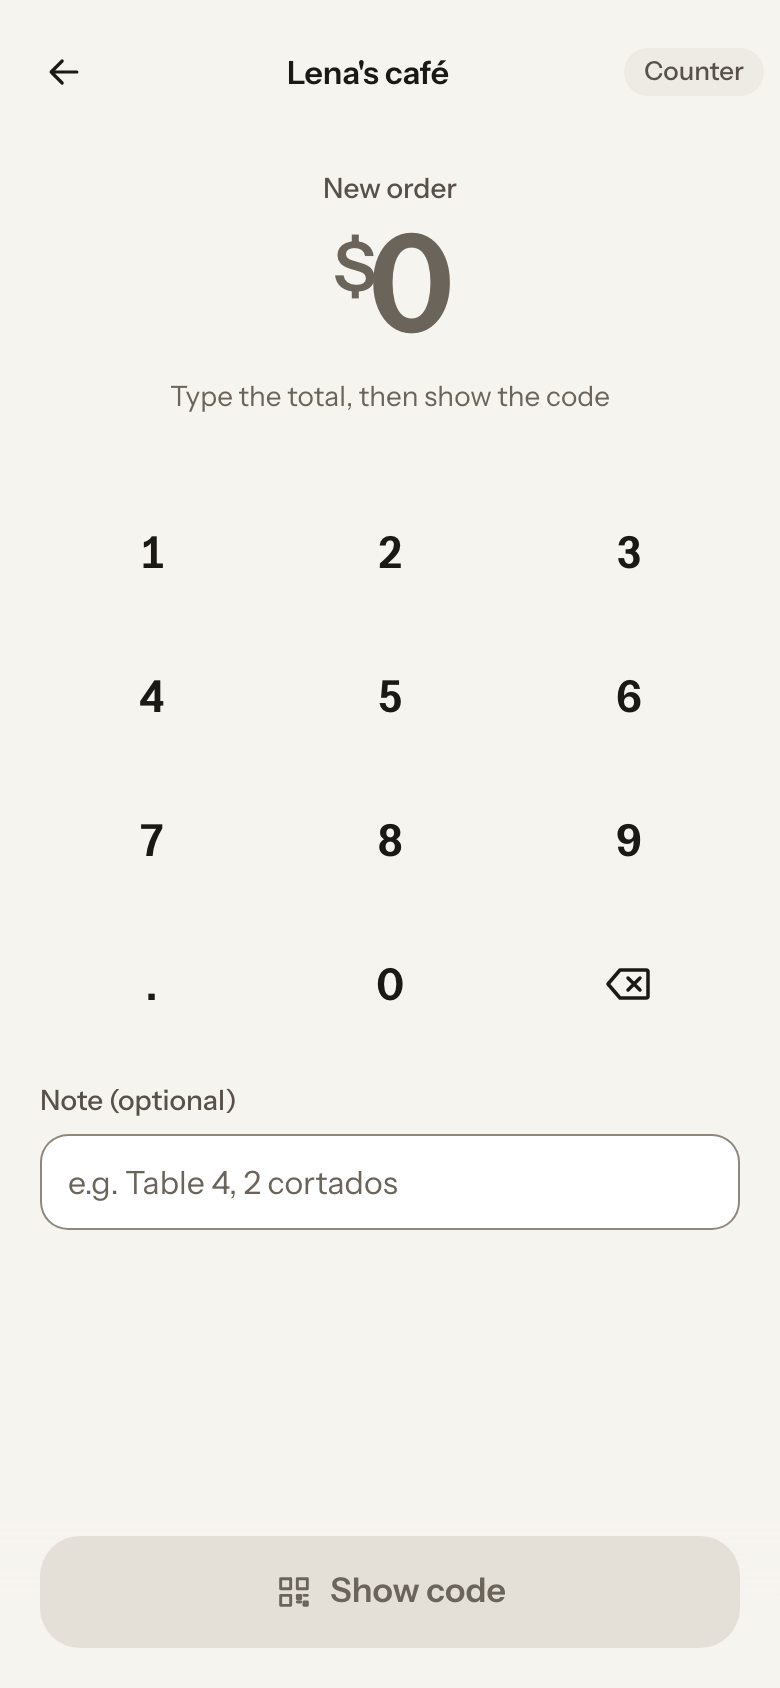 Lena's café
Counter
New order
$0
Type the total, then show the code
1 2 3
4 5 6
7 8 9
. 0
Note (optional)
e.g. Table 4, 2 cortados
Show code